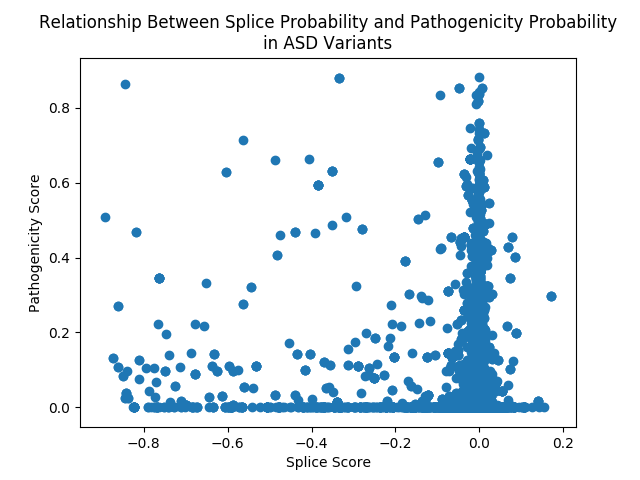 Relationship Between Splice Probability and Pathogenicity Probability
in ASD Variants
Pathogenicity Score
0.8
0.6
0.4
0.2
0.0
−0.8
−0.6
−0.4
−0.2
0.0
0.2
Splice Score